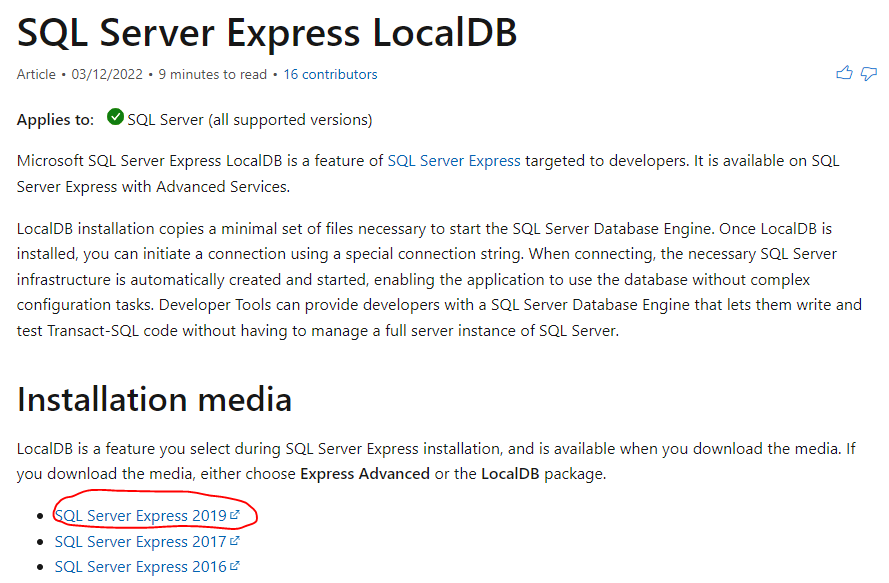 SQL Server Express LocalDB
Article • 03/12/2022 • 9 minutes to read • 16 contributors
Applies to: SQL Server (all supported versions)
Microsoft SQL Server Express LocalDB is a feature of SQL Server Express targeted to developers. It is available on SQL
Server Express with Advanced Services.
LocalDB installation copies a minimal set of files necessary to start the SQL Server Database Engine. Once LocalDB is
installed, you can initiate a connection using a special connection string. When connecting, the necessary SQL Server
infrastructure is automatically created and started, enabling the application to use the database without complex
configuration tasks. Developer Tools can provide developers with a SQL Server Database Engine that lets them write and
test Transact-SQL code without having to manage a full server instance of SQL Server.
Installation media
LocalDB is a feature you select during SQL Server Express installation, and is available when you download the media. If
you download the media, either choose Express Advanced or the LocalDB package.
• SQL Server Express 2019
• SQL Server Express 2017
• SQL Server Express 2016